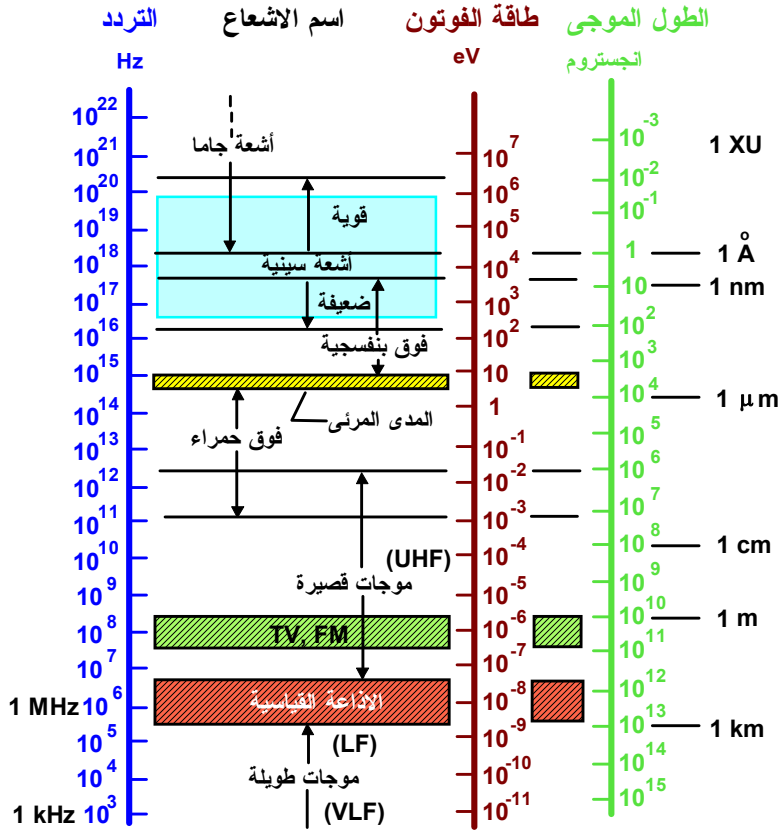 التردد
Hz
اسم الاشعاع
طاقة الفوتون
eV
الطول الموجى
انجستروم
10^22
10^21
10^20
10^19
10^18
10^17
10^16
10^15
10^14
10^13
10^12
10^11
10^10
10^9
10^8
10^7
1 MHz 10^6
10^5
10^4
1 kHz 10^3
أشعة جاما
قوية
أشعة سينية
ضعيفة
فوق بنفسجية
المدى المرئى
فوق حمراء
(UHF)
موجات قصيرة
TV, FM
الاذاعة القياسية
(LF)
موجات طويلة
(VLF)
10^7
10^6
10^5
10^4
10^3
10^2
10
1
10^-1
10^-2
10^-3
10^-4
10^-5
10^-6
10^-7
10^-8
10^-9
10^-10
10^-11
10^-3
10^-2
10^-1
1
10
10^2
10^3
10^4
10^5
10^6
10^7
10^8
10^9
10^10
10^11
10^12
10^13
10^14
10^15
1 XU
1 Å
1 nm
1 μm
1 cm
1 m
1 km